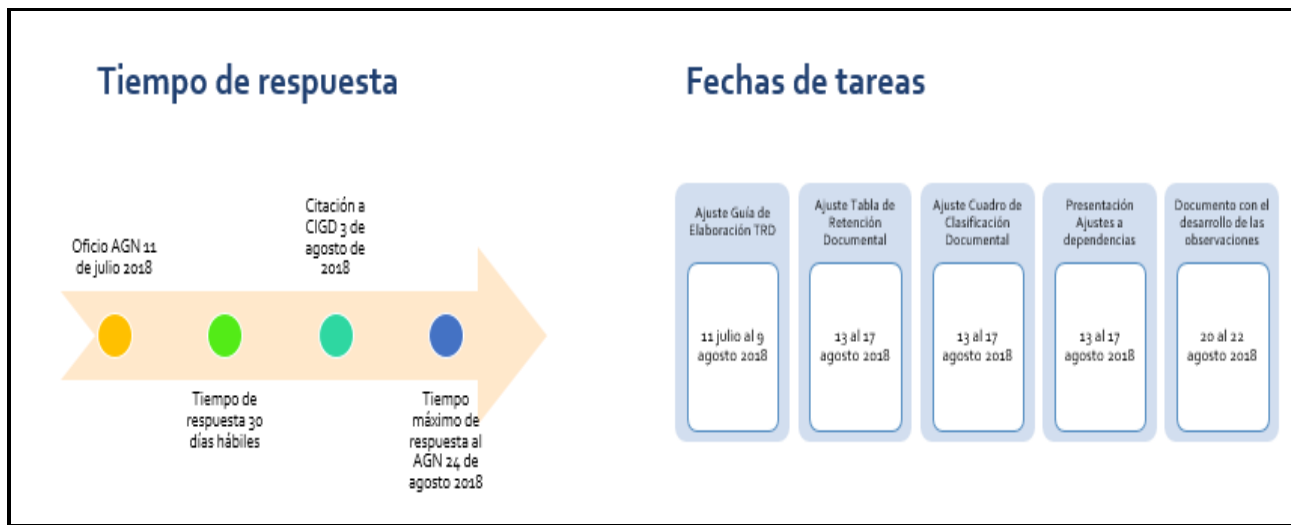 Tiempo de respuesta
Oficio AGN 11
de julio 2018
Tiempo de
respuesta 30
días hábiles
Citación a
CIGD 3 de
agosto de
2018
Tiempo
máximo de
respuesta al
AGN 24 de
agosto 2018
Fechas de tareas
Ajuste Guía de
Elaboración TRD
11 julio al 9
agosto 2018
Ajuste Tabla de
Retención
Documental
13 al 17
agosto 2018
Ajuste Cuadro de
Clasificación
Documental
13 al 17
agosto 2018
Presentación
Ajustes a
dependencias
13 al 17
agosto 2018
Documento con el
desarrollo de las
observaciones
20 al 22
agosto 2018